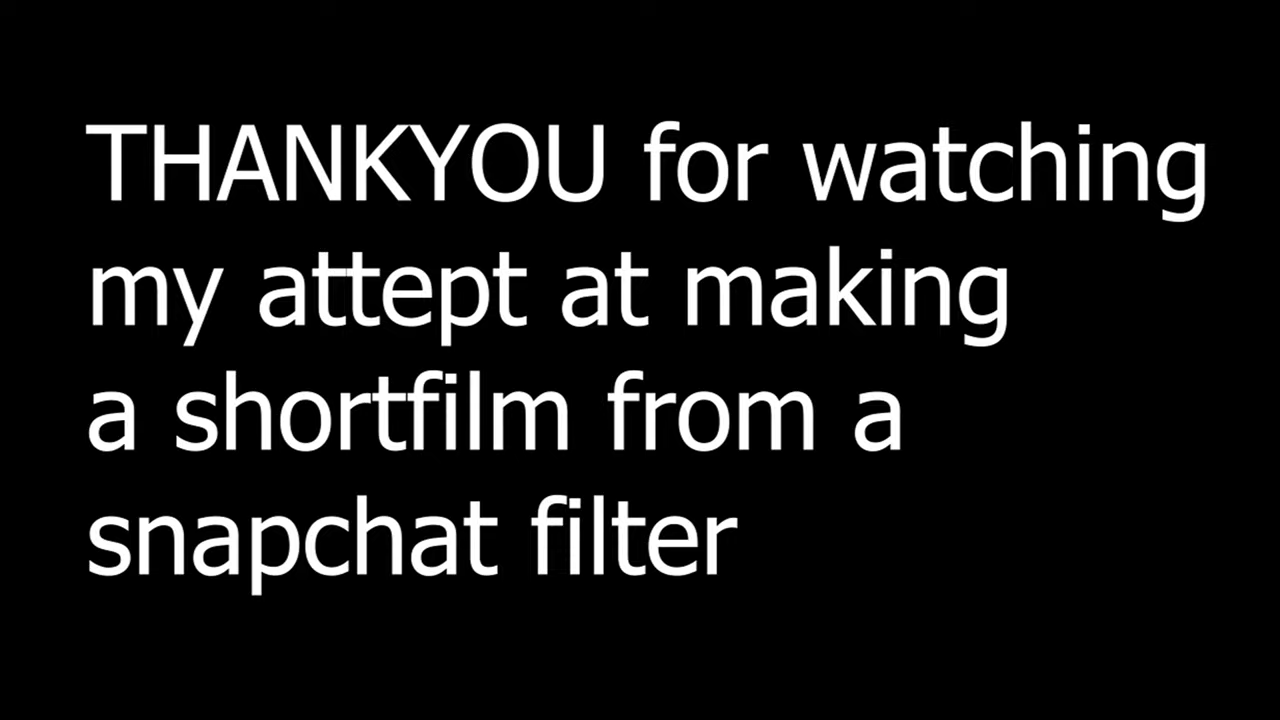 THANKYOU for watching
my attept at making
a shortfilm from a
snapchat filter